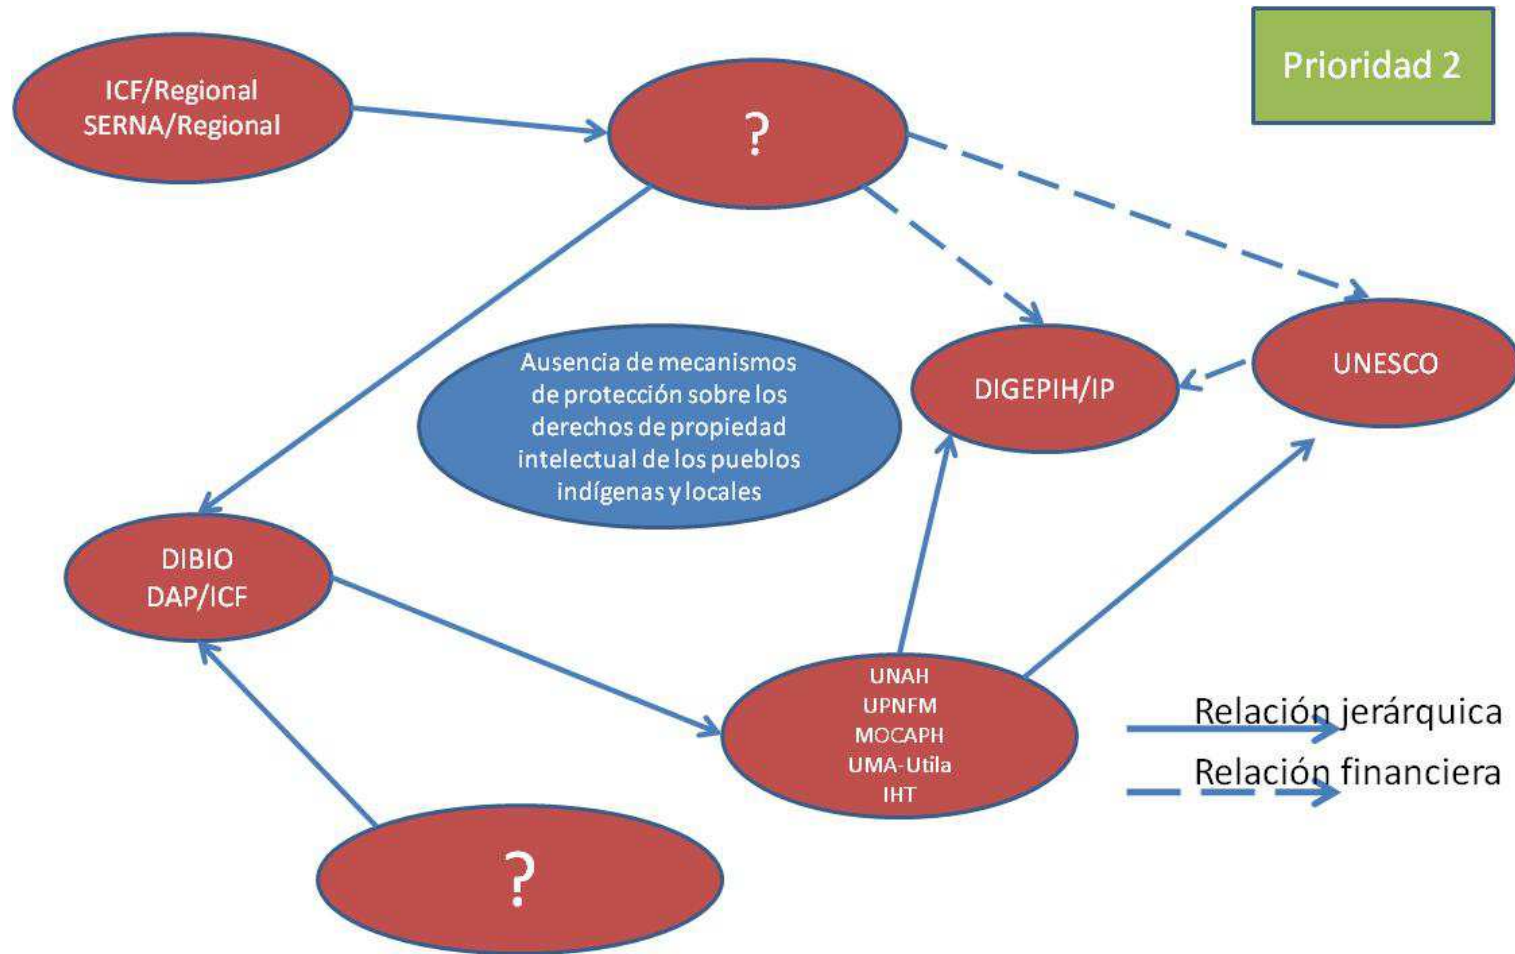 Prioridad 2
ICF/Regional
SERNA/Regional
?
Ausencia de mecanismos
de protección sobre los
derechos de propiedad
intelectual de los pueblos
indígenas y locales
DIGEPIH/IP
UNESCO
DIBIO
DAP/ICF
UNAH
UPNFM
MOCAPH
UMA-Utila
IHT
Relación jerárquica
Relación financiera
?